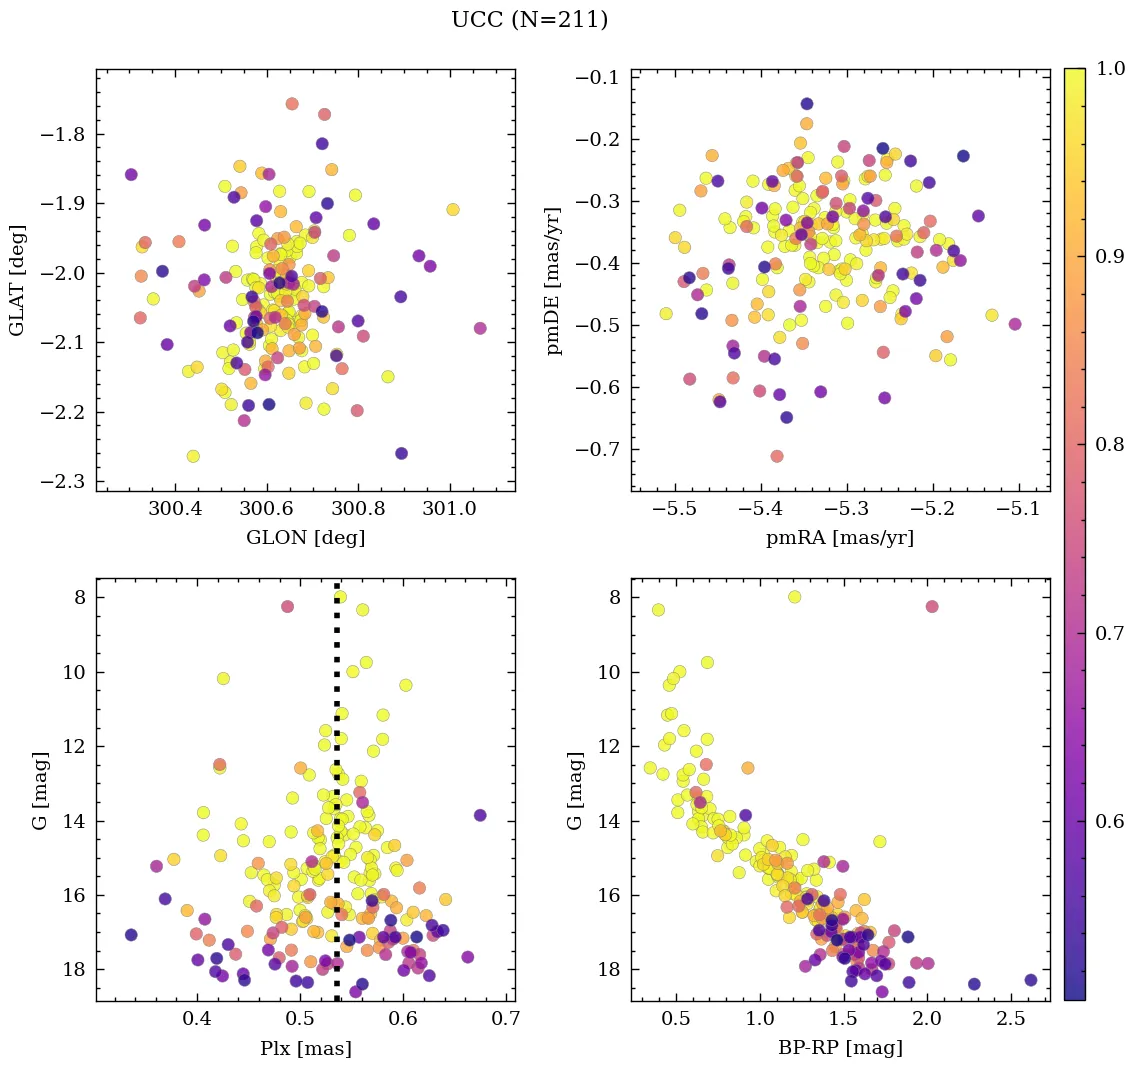 UCC (N=211)
−1.8
−1.9
−2.0
−2.1
−2.2
−2.3
GLAT [deg]
300.4 300.6 300.8 301.0
GLON [deg]
−0.1
−0.2
−0.3
−0.4
−0.5
−0.6
−0.7
pmDE [mas/yr]
−5.5 −5.4 −5.3 −5.2 −5.1
pmRA [mas/yr]
8
10
12
14
16
18
G [mag]
0.4 0.5 0.6 0.7
Plx [mas]
8
10
12
14
16
18
G [mag]
0.5 1.0 1.5 2.0 2.5
BP-RP [mag]
1.0
0.9
0.8
0.7
0.6